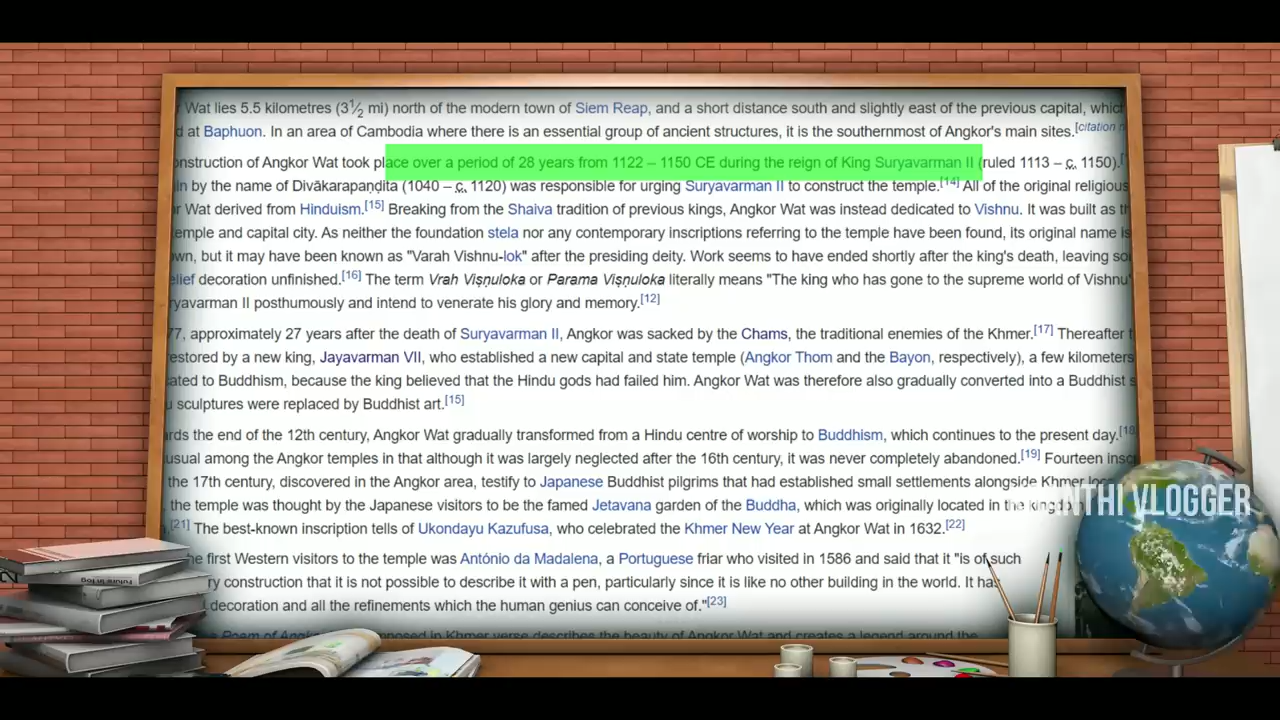 Wat lies 5.5 kilometres (3 1⁄2 mi) north of the modern town of Siem Reap, and a short distance south and slightly east of the previous capital,
at Baphuon. In an area of Cambodia where there is an essential group of ancient structures, it is the southernmost of Angkor's main sites.[citation
onstruction of Angkor Wat took place over a period of 28 years from 1122 – 1150 CE during the reign of King Suryavarman II (ruled 1113 – c. 1150).
by the name of Divākarapaṇḍita (1040 – c. 1120) was responsible for urging Suryavarman II to construct the temple.[14] All of the original religious
Wat derived from Hinduism.[15] Breaking from the Shaiva tradition of previous kings, Angkor Wat was instead dedicated to Vishnu. It was built as
emple and capital city. As neither the foundation stela nor any contemporary inscriptions referring to the temple have been found, its original name is
own, but it may have been known as "Varah Vishnu-lok" after the presiding deity. Work seems to have ended shortly after the king's death, leaving
elief decoration unfinished.[16] The term Vrah Viṣṇuloka or Parama Viṣṇuloka literally means "The king who has gone to the supreme world of Vishnu"
ryavarman II posthumously and intend to venerate his glory and memory.[12]
77, approximately 27 years after the death of Suryavarman II, Angkor was sacked by the Chams, the traditional enemies of the Khmer.[17] Thereafter
estored by a new king, Jayavarman VII, who established a new capital and state temple (Angkor Thom and the Bayon, respectively), a few kilometers
ated to Buddhism, because the king believed that the Hindu gods had failed him. Angkor Wat was therefore also gradually converted into a Buddhist
sculptures were replaced by Buddhist art.[15]
rds the end of the 12th century, Angkor Wat gradually transformed from a Hindu centre of worship to Buddhism, which continues to the present day.[18
usual among the Angkor temples in that although it was largely neglected after the 16th century, it was never completely abandoned.[19] Fourteen
the 17th century, discovered in the Angkor area, testify to Japanese Buddhist pilgrims that had established small settlements alongside Khmer
the temple was thought by the Japanese visitors to be the famed Jetavana garden of the Buddha, which was originally located in the
VLOGGER
[21] The best-known inscription tells of Ukondayu Kazufusa, who celebrated the Khmer New Year at Angkor Wat in 1632.[22]
first Western visitors to the temple was António da Madalena, a Portuguese friar who visited in 1586 and said that it "is of such
construction that it is not possible to describe it with a pen, particularly since it is like no other building in the world. It
decoration and all the refinements which the human genius can conceive of."[23]
in Khmer verse describes the beauty of Angkor Wat and creates a legend around the